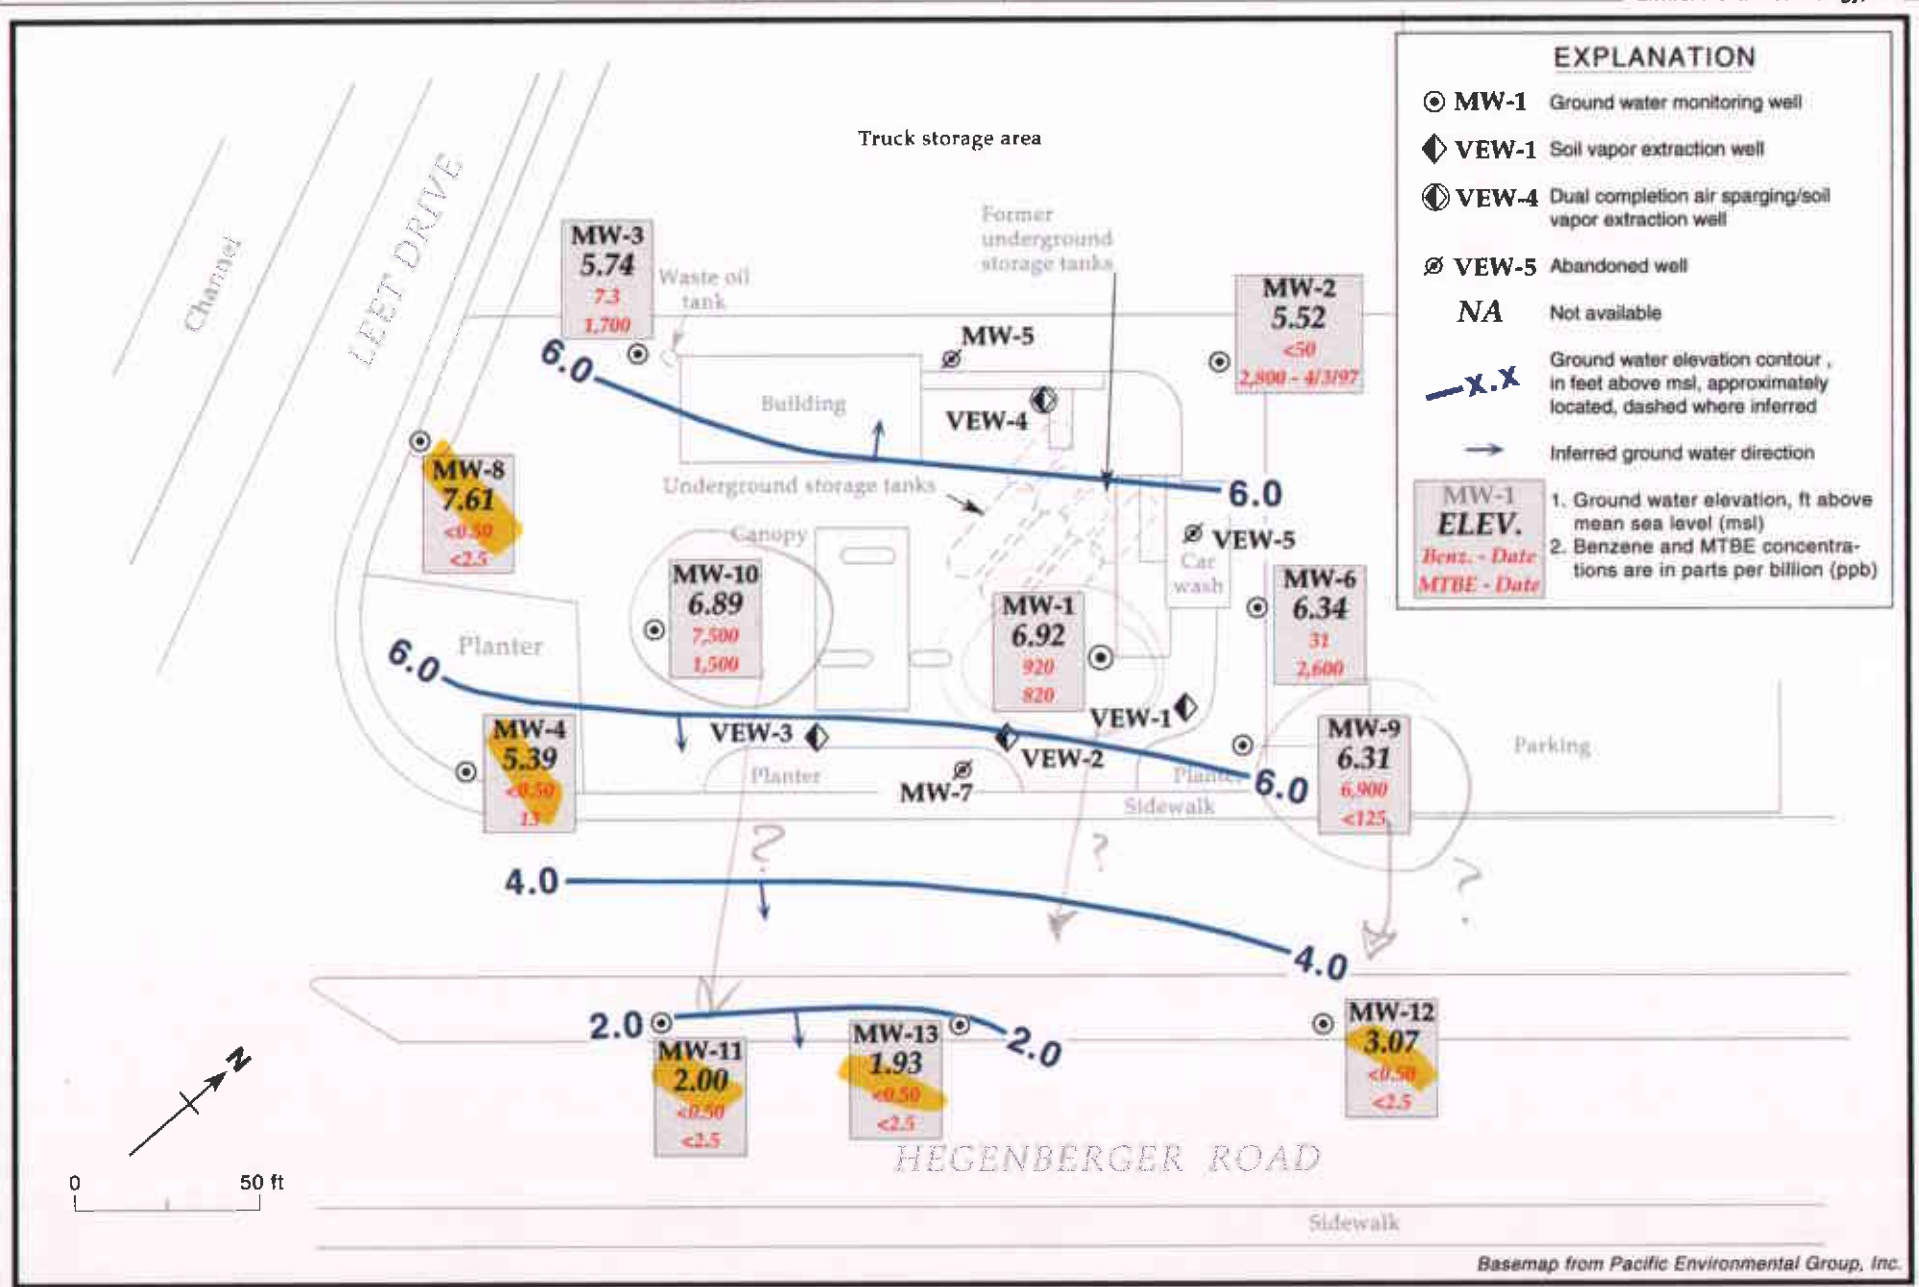 EXPLANATION
MW-1 Ground water monitoring well
VEW-1 Soil vapor extraction well
VEW-4 Dual completion air sparging/soil
vapor extraction well
VEW-5 Abandoned well
NA Not available
x.x Ground water elevation contour ,
in feet above msl, approximately
located, dashed where inferred
Inferred ground water direction
MW-1
ELEV.
Benz. - Date
MTBE - Date
1. Ground water elevation, ft above
mean sea level (msl)
2. Benzene and MTBE concentra-
tions are in parts per billion (ppb)
Truck storage area
Channel
LEET DRIVE
MW-3
5.74
7.3
1,700
Waste oil
tank
Former
underground
storage tanks
MW-2
5.52
<50
2,800 - 4/3/97
6.0
MW-5
Building
VEW-4
MW-8
7.61
<0.50
<2.5
Underground storage tanks
6.0
Canopy
VEW-5
Car
wash
MW-10
6.89
7,500
1,500
MW-1
6.92
920
820
MW-6
6.34
31
2,600
Planter
6.0
VEW-1
MW-4
5.39
<0.50
13
VEW-3
VEW-2
MW-9
6.31
6,900
<125
Parking
Planter
MW-7
Planter
6.0
Sidewalk
?
?
?
4.0
4.0
2.0
2.0
MW-11
2.00
<0.50
<2.5
MW-13
1.93
<0.50
<2.5
MW-12
3.07
<0.50
<2.5
N
HEGENBERGER ROAD
0 50 ft
Sidewalk
Basemap from Pacific Environmental Group, Inc.